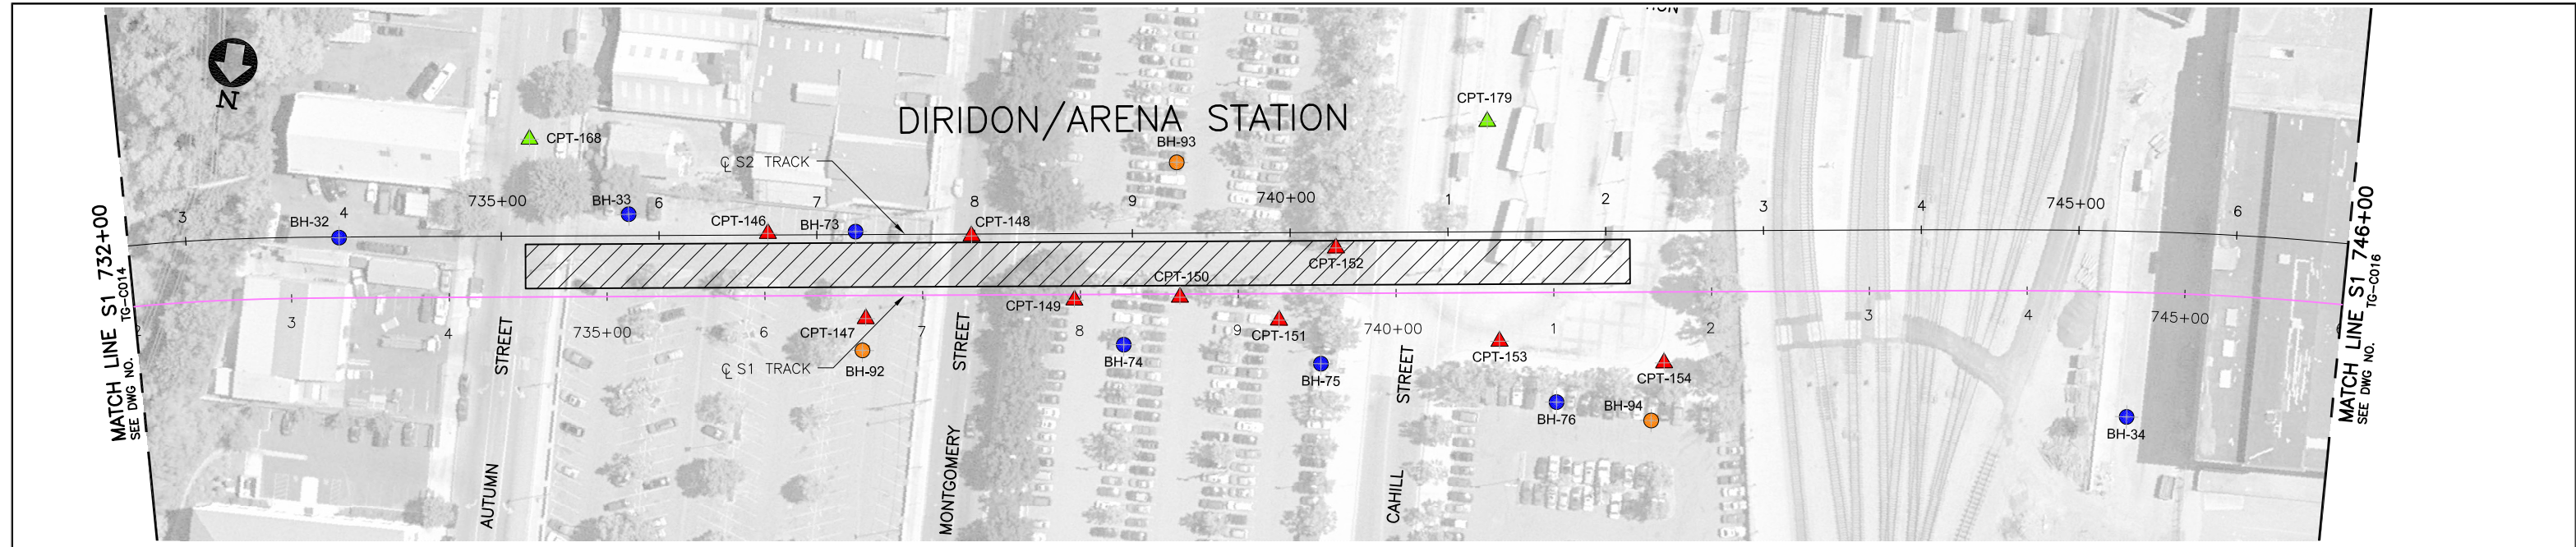 N
DIRIDON/ARENA STATION
CPT-179
CPT-168
BH-93
℄ S2 TRACK
MATCH LINE S1 732+00
SEE DWG NO. TG-C014
3
4
735+00
6
7
8
9
740+00
1
2
3
4
745+00
6
BH-32
BH-33
CPT-146
BH-73
CPT-148
CPT-152
CPT-150
CPT-149
CPT-147
BH-92
CPT-151
BH-74
BH-75
CPT-153
CPT-154
BH-76
BH-94
BH-34
℄ S1 TRACK
2
3
4
735+00
6
7
8
9
740+00
1
2
3
4
745+00
AUTUMN STREET
MONTGOMERY STREET
CAHILL STREET
MATCH LINE S1 746+00
SEE DWG NO. TG-C016